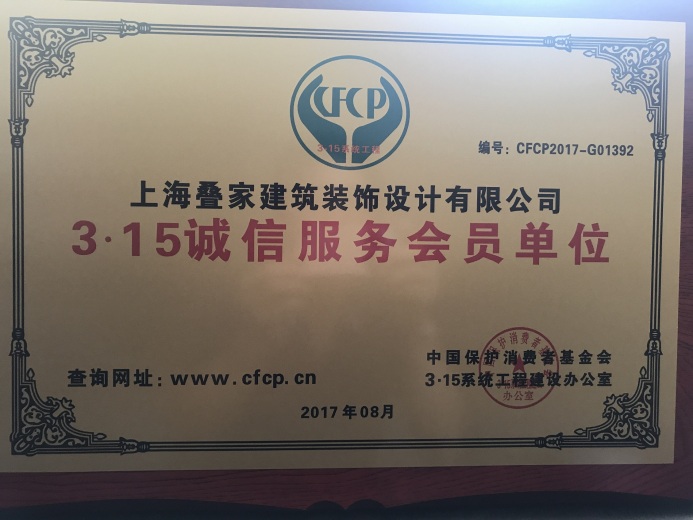 CFCP
3·15系统工程
编号：CFCP2017-G01392
上海叠家建筑装饰设计有限公司
3·15诚信服务会员单位
中国保护消费者基金会
查询网址：www.cfcp.cn
3·15系统工程建设办公室
办公室
2017年08月